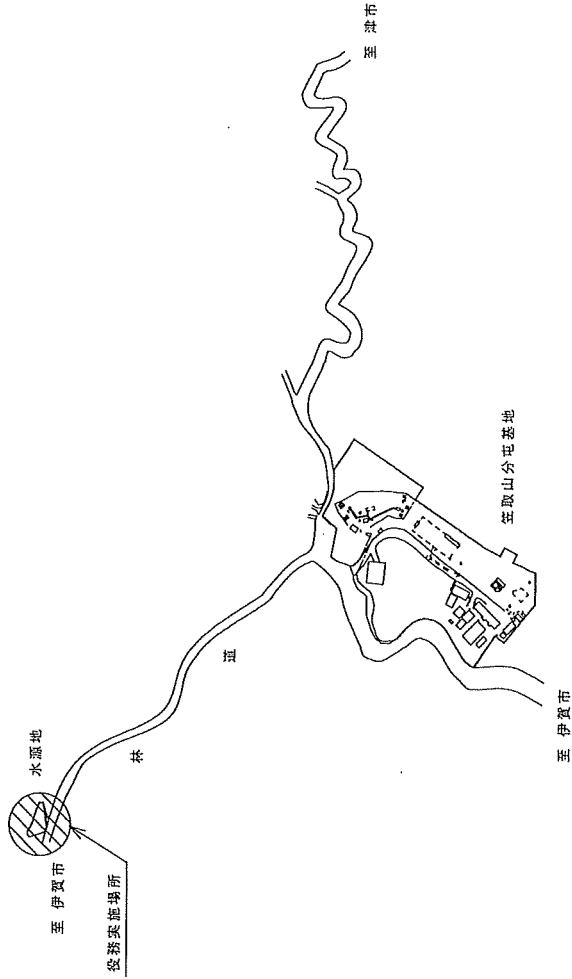 至 津市
笠取山分屯基地
至 伊賀市
林道
水源地
至 伊賀市
役務実施場所